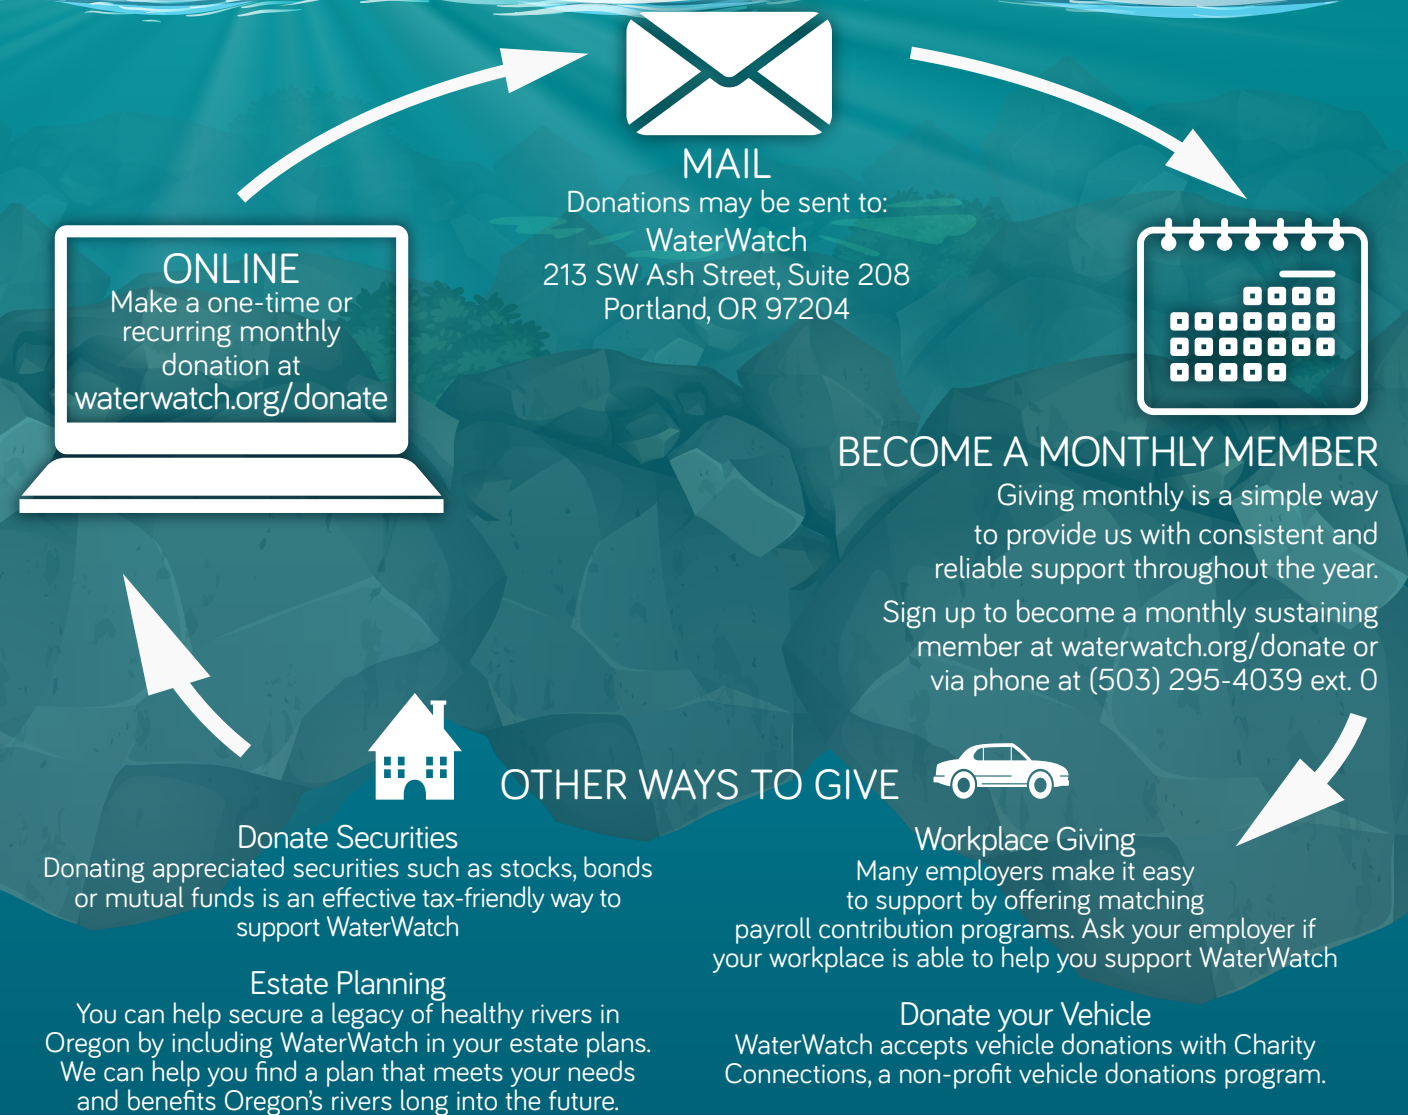 MAIL
Donations may be sent to:
WaterWatch
213 SW Ash Street, Suite 208
Portland, OR 97204
ONLINE
Make a one-time or
recurring monthly
donation at
waterwatch.org/donate
BECOME A MONTHLY MEMBER
Giving monthly is a simple way
to provide us with consistent and
reliable support throughout the year.
Sign up to become a monthly sustaining
member at waterwatch.org/donate or
via phone at (503) 295-4039 ext. 0
OTHER WAYS TO GIVE
Donate Securities
Donating appreciated securities such as stocks, bonds
or mutual funds is an effective tax-friendly way to
support WaterWatch
Estate Planning
You can help secure a legacy of healthy rivers in
Oregon by including WaterWatch in your estate plans.
We can help you find a plan that meets your needs
and benefits Oregon's rivers long into the future.
Workplace Giving
Many employers make it easy
to support by offering matching
payroll contribution programs. Ask your employer if
your workplace is able to help you support WaterWatch
Donate your Vehicle
WaterWatch accepts vehicle donations with Charity
Connections, a non-profit vehicle donations program.